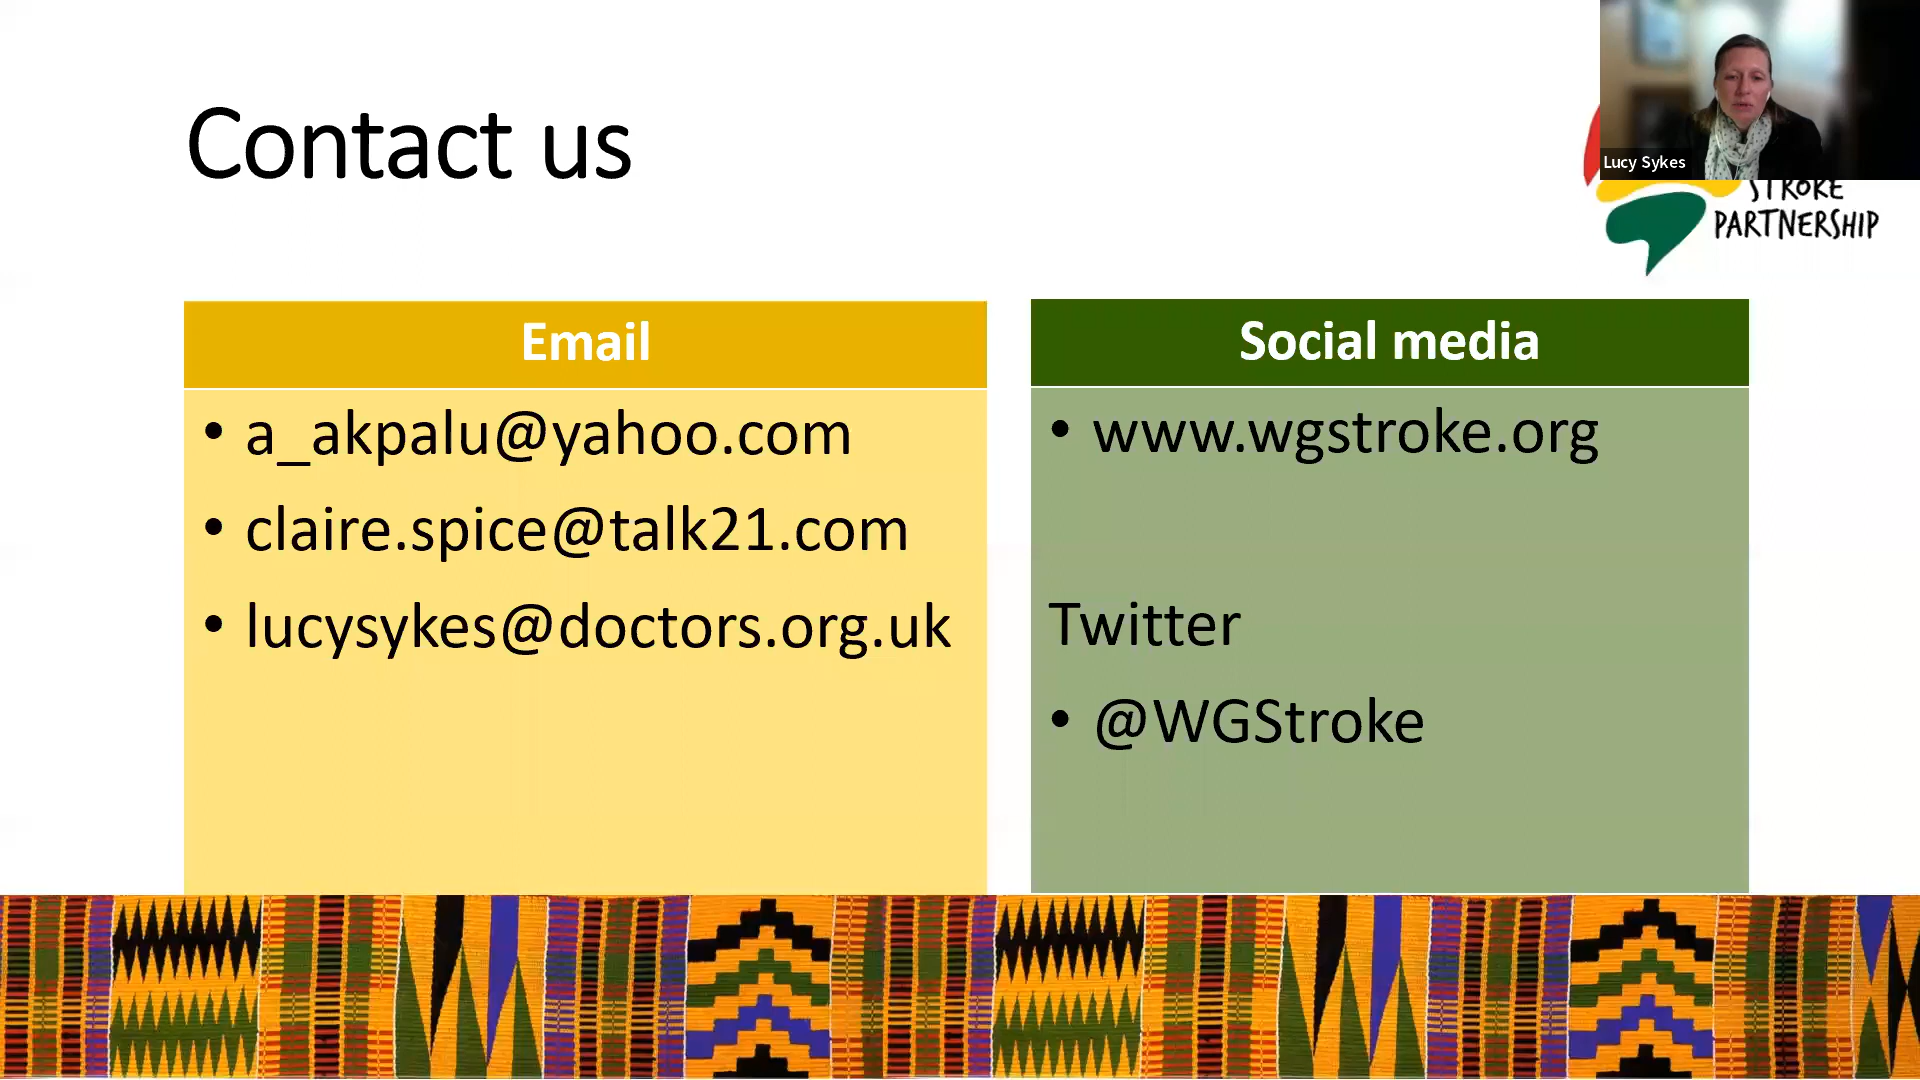 Contact us
Lucy Sykes
STROKE
PARTNERSHIP
Email
• a_akpalu@yahoo.com
• claire.spice@talk21.com
• lucysykes@doctors.org.uk
Social media
• www.wgstroke.org
Twitter
• @WGStroke